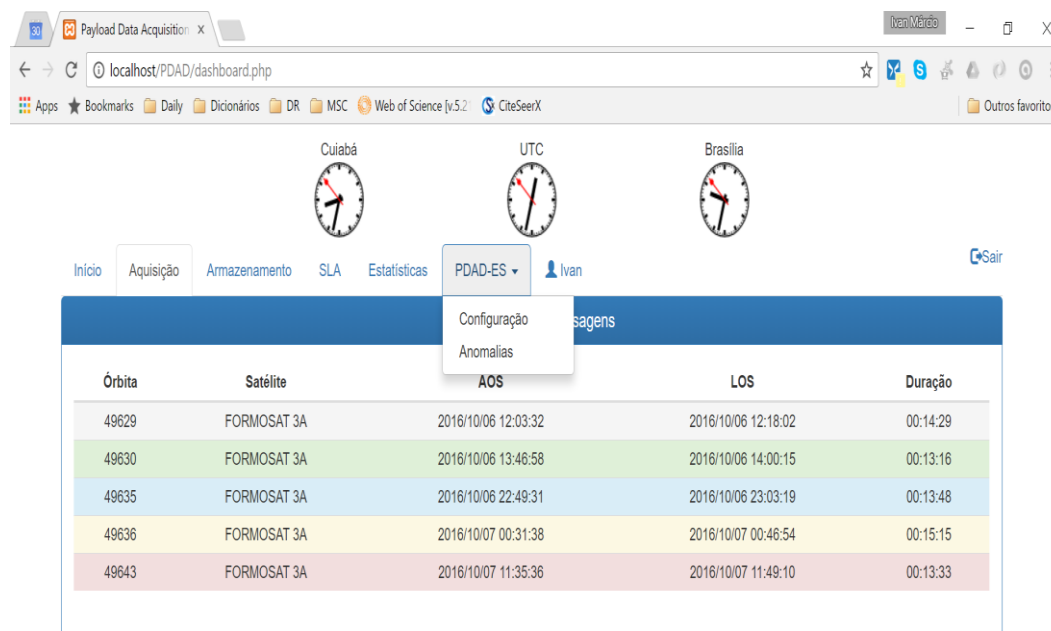 30 Payload Data Acquisition
Ivan Márcio
localhost/PDAD/dashboard.php
Apps Bookmarks Daily Dicionários DR MSC Web of Science [v.5.2 CiteSeerX Outros favorito
Cuiabá UTC Brasília
Início Aquisição Armazenamento SLA Estatísticas PDAD-ES Ivan Sair
Configuração
Anomalias
sagens
Órbita Satélite AOS LOS Duração
49629 FORMOSAT 3A 2016/10/06 12:03:32 2016/10/06 12:18:02 00:14:29
49630 FORMOSAT 3A 2016/10/06 13:46:58 2016/10/06 14:00:15 00:13:16
49635 FORMOSAT 3A 2016/10/06 22:49:31 2016/10/06 23:03:19 00:13:48
49636 FORMOSAT 3A 2016/10/07 00:31:38 2016/10/07 00:46:54 00:15:15
49643 FORMOSAT 3A 2016/10/07 11:35:36 2016/10/07 11:49:10 00:13:33